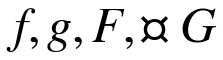 f, g, F, ¤ G